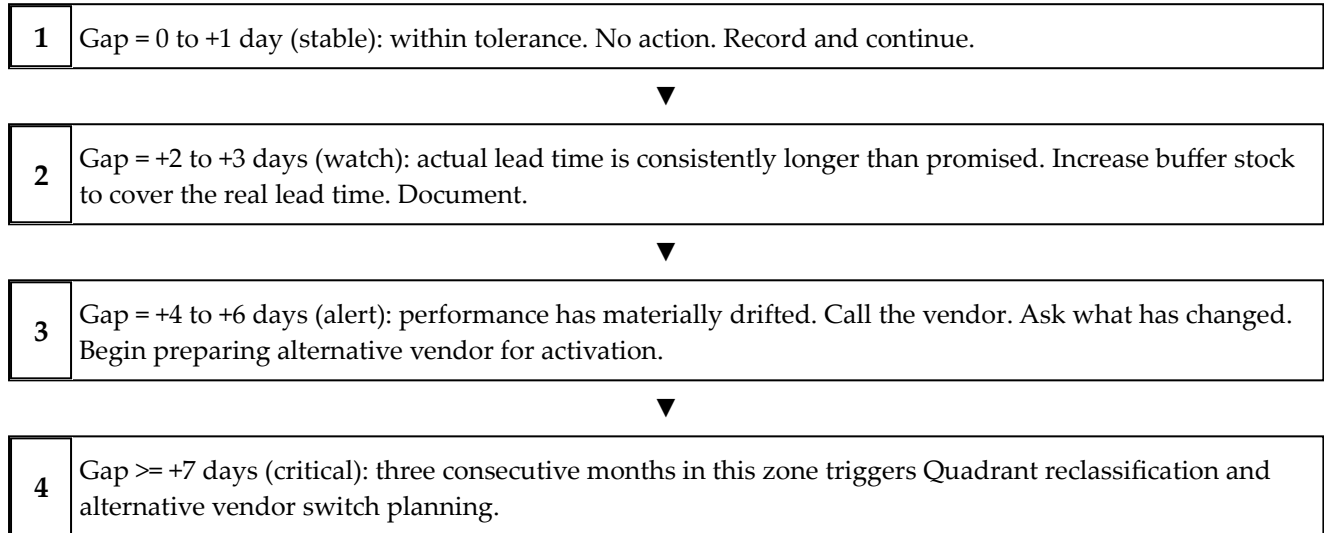 1
Gap = 0 to +1 day (stable): within tolerance. No action. Record and continue.
▼
2
Gap = +2 to +3 days (watch): actual lead time is consistently longer than promised. Increase buffer stock
to cover the real lead time. Document.
▼
3
Gap = +4 to +6 days (alert): performance has materially drifted. Call the vendor. Ask what has changed.
Begin preparing alternative vendor for activation.
▼
4
Gap >= +7 days (critical): three consecutive months in this zone triggers Quadrant reclassification and
alternative vendor switch planning.